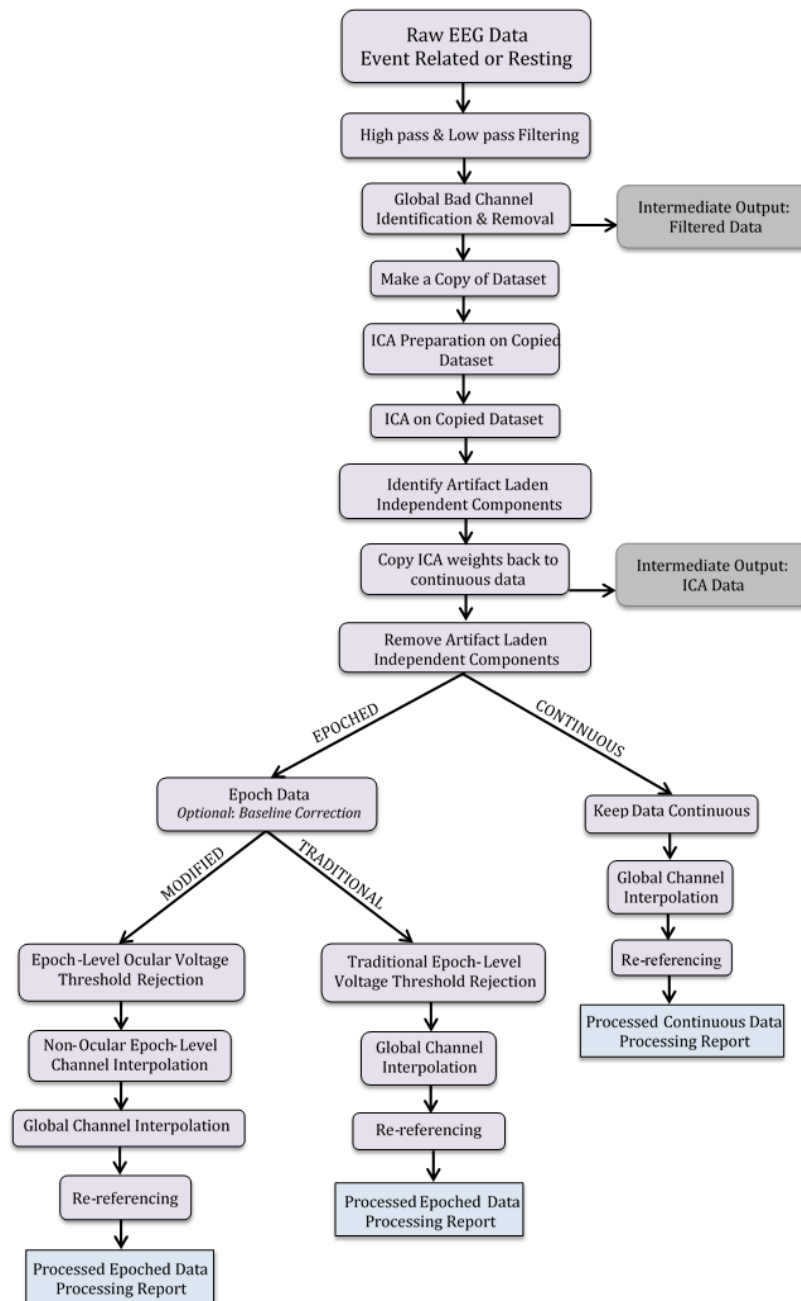 Raw EEG Data
Event Related or Resting
High pass & Low pass Filtering
Global Bad Channel
Identification & Removal
Intermediate Output:
Filtered Data
Make a Copy of Dataset
ICA Preparation on Copied
Dataset
ICA on Copied Dataset
Identify Artifact Laden
Independent Components
Copy ICA weights back to
continuous data
Intermediate Output:
ICA Data
Remove Artifact Laden
Independent Components
EPOCHED
CONTINUOUS
Epoch Data
Optional: Baseline Correction
Keep Data Continuous
MODIFIED
TRADITIONAL
Global Channel
Interpolation
Epoch-Level Ocular Voltage
Threshold Rejection
Traditional Epoch-Level
Voltage Threshold Rejection
Re-referencing
Processed Continuous Data
Processing Report
Non-Ocular Epoch-Level
Channel Interpolation
Global Channel
Interpolation
Global Channel Interpolation
Re-referencing
Re-referencing
Processed Epoched Data
Processing Report
Processed Epoched Data
Processing Report